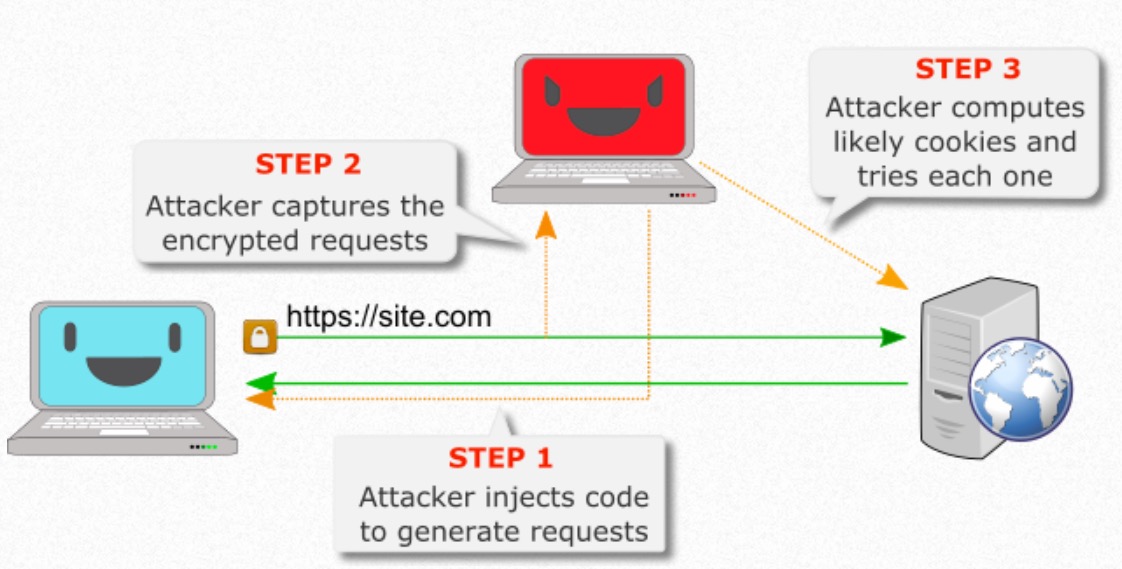 STEP 3
Attacker computes
likely cookies and
tries each one
STEP 2
Attacker captures the
encrypted requests
https://site.com
STEP 1
Attacker injects code
to generate requests